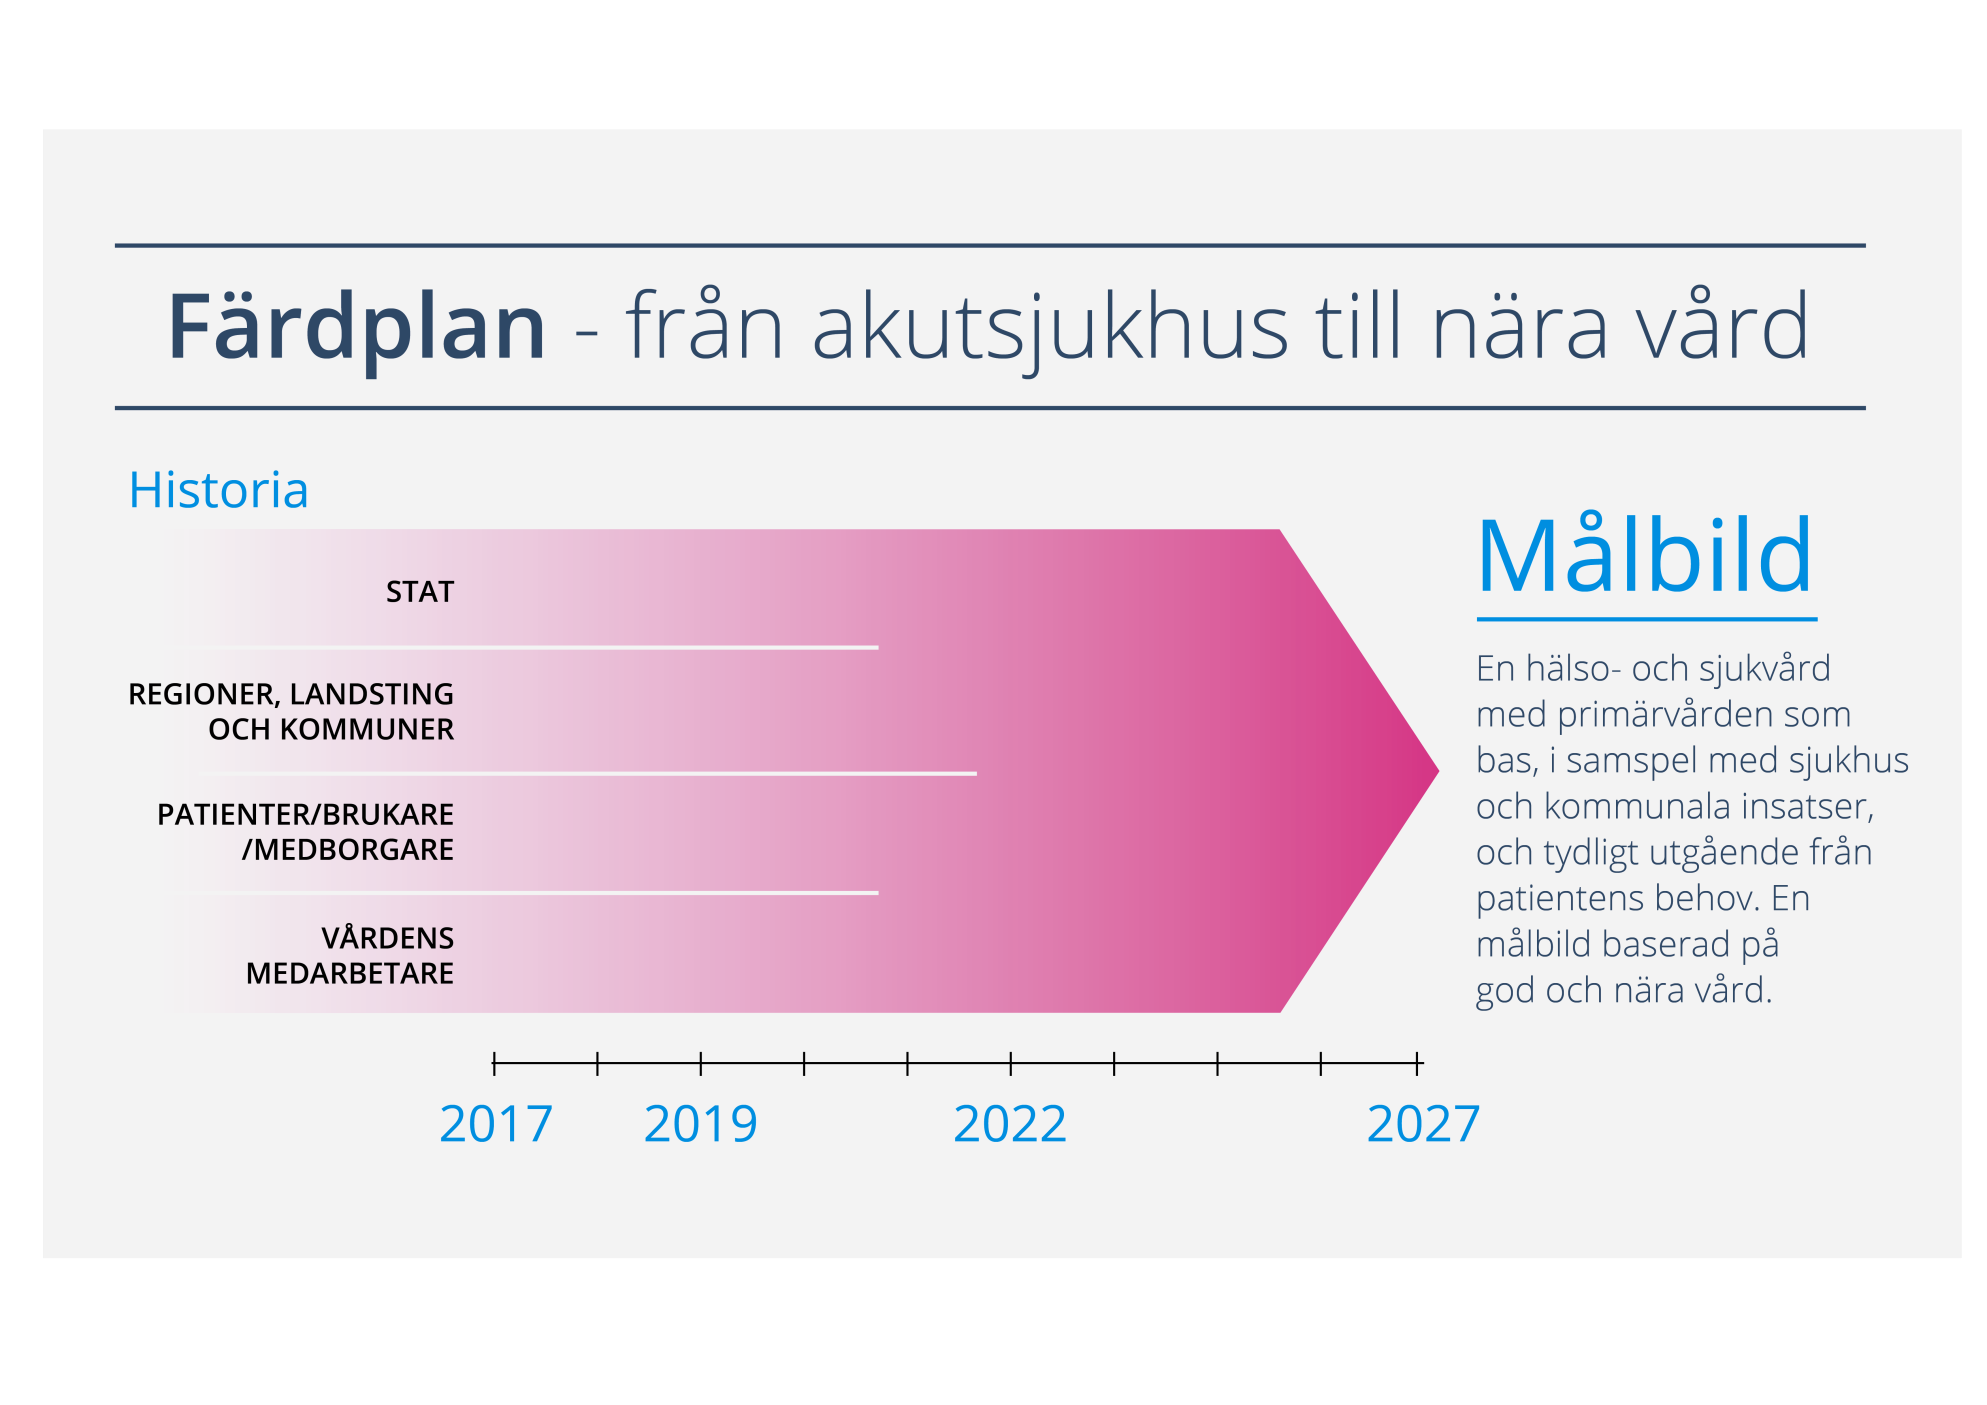 Färdplan - från akutsjukhus till nära vård
Historia
STAT
REGIONER, LANDSTING
OCH KOMMUNER
PATIENTER/BRUKARE
/MEDBORGARE
VÅRDENS
MEDARBETARE
Målbild
En hälso- och sjukvård
med primärvården som
bas, i samspel med sjukhus
och kommunala insatser,
och tydligt utgående från
patientens behov. En
målbild baserad på
god och nära vård.
2017 2019 2022 2027